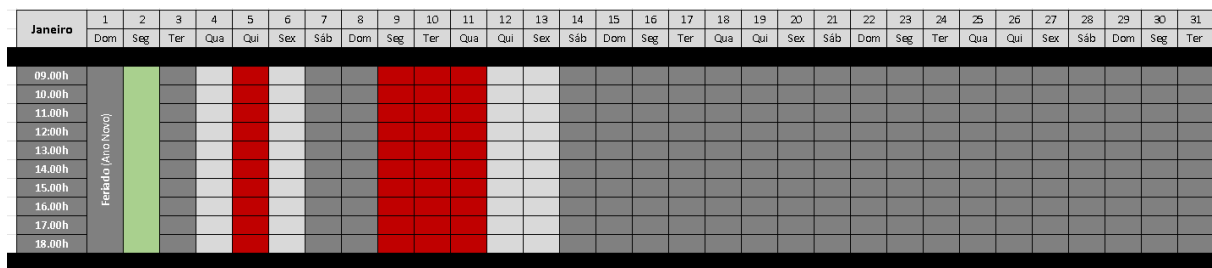 Janeiro 1 2 3 4 5 6 7 8 9 10 11 12 13 14 15 16 17 18 19 20 21 22 23 24 25 26 27 28 29 30 31
Dom Seg Ter Qua Qui Sex Sáb Dom Seg Ter Qua Qui Sex Sáb Dom Seg Ter Qua Qui Sex Sáb Dom Seg Ter Qua Qui Sex Sáb Dom Seg Ter
Feriado (Ano Novo)
09.00h
10.00h
11.00h
12:00h
13.00h
14.00h
15.00h
16.00h
17.00h
18.00h